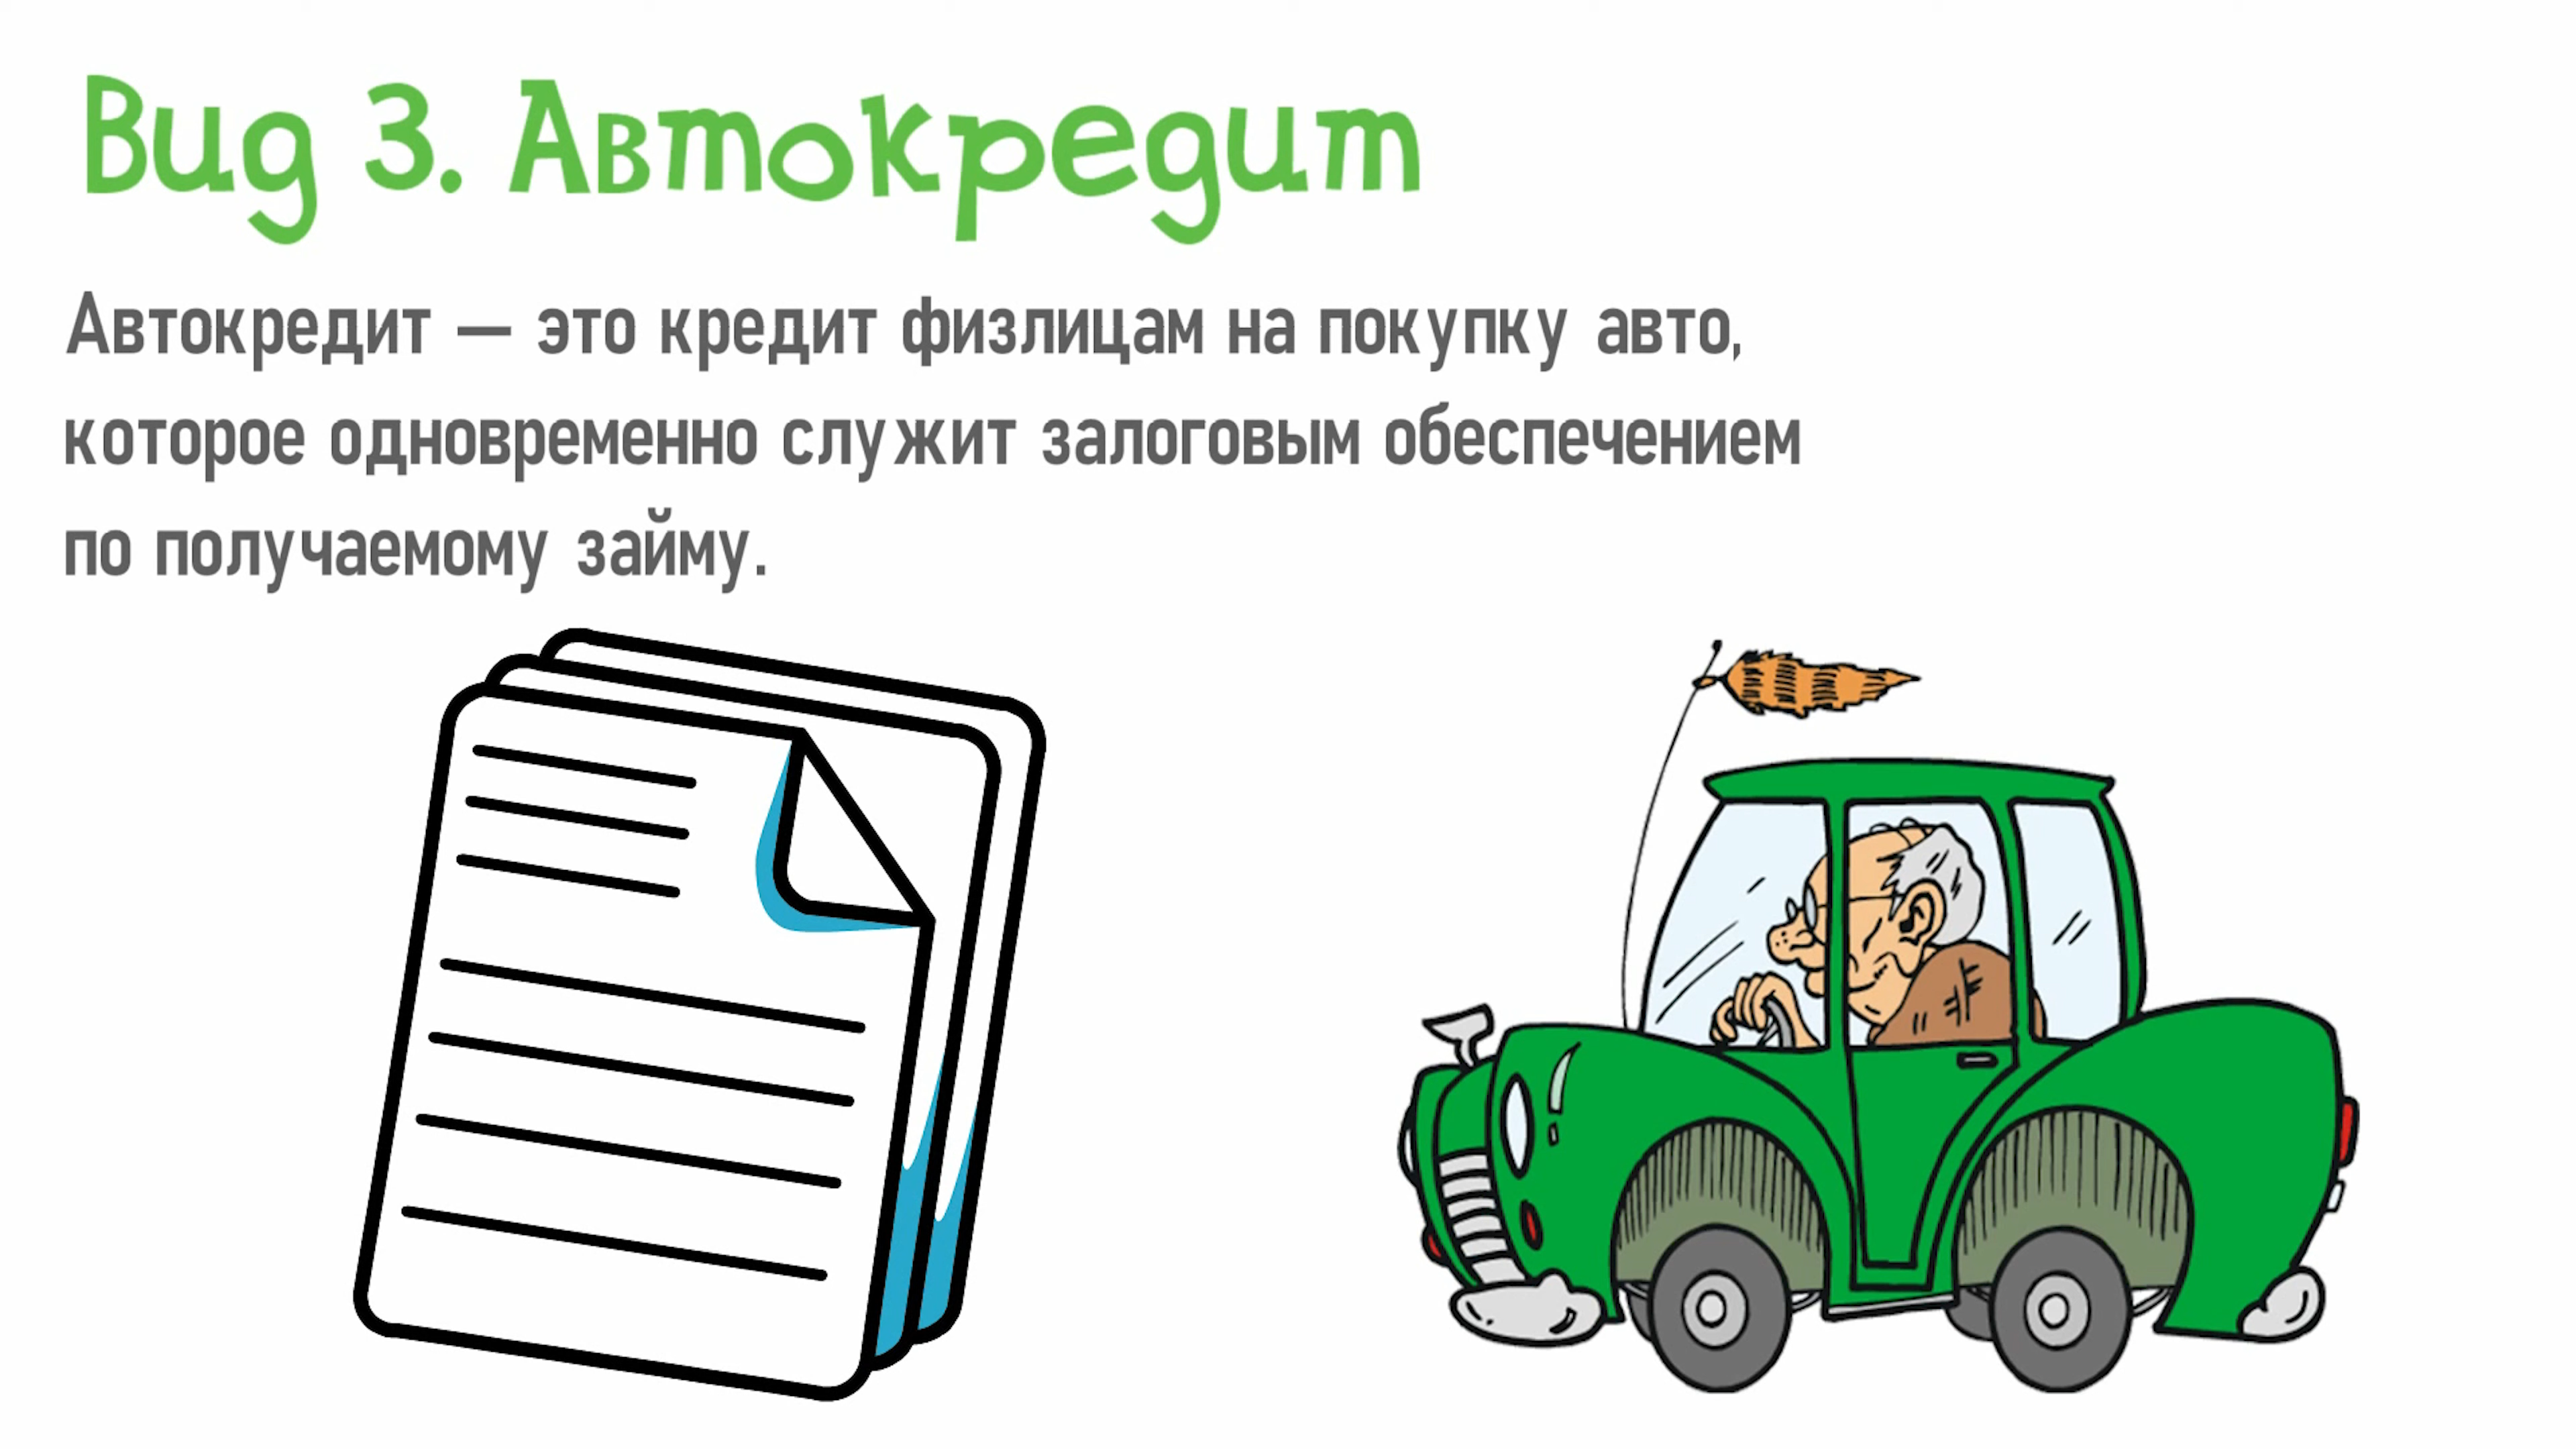 Вид 3. Автокредит
Автокредит — это кредит физлицам на покупку авто,
которое одновременно служит залоговым обеспечением
по получаемому займу.